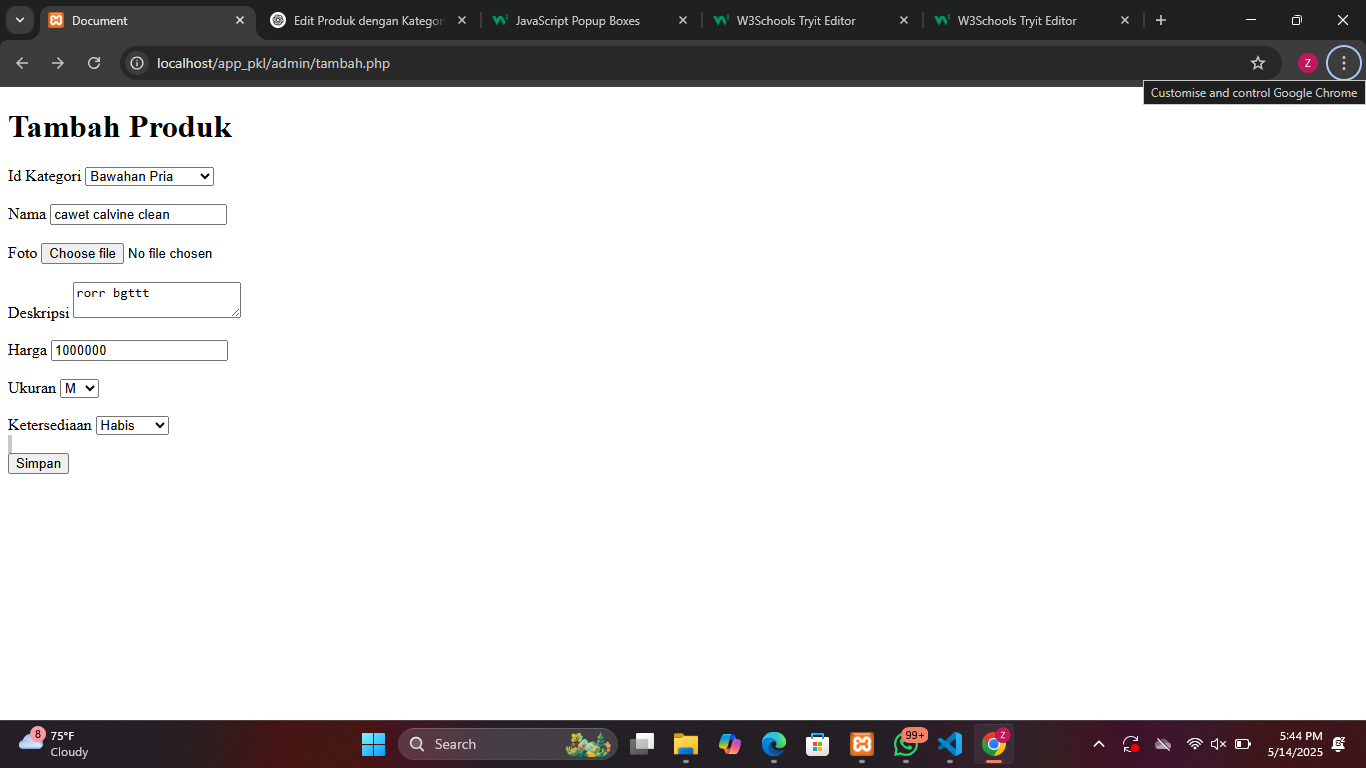 Document
Edit Produk dengan Kategori
JavaScript Popup Boxes
W3Schools Tryit Editor
W3Schools Tryit Editor
localhost/app_pkl/admin/tambah.php
Z
Customise and control Google Chrome
Tambah Produk
Id Kategori Bawahan Pria
Nama cawet calvine clean
Foto Choose file No file chosen
Deskripsi rorr bgttt
Harga 1000000
Ukuran M
Ketersediaan Habis
Simpan
8
75°F
Cloudy
Search
99+
Z
5:44 PM
5/14/2025